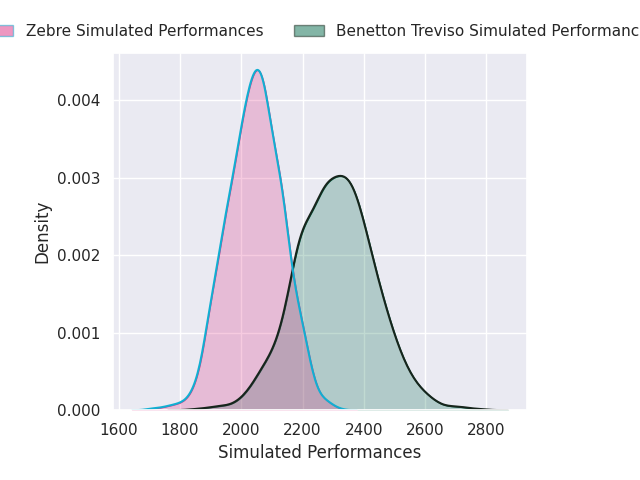 Zebre Simulated Performances
Benetton Treviso Simulated Performanc
0.004
0.003
0.002
0.001
0.000
Density
1600 1800 2000 2200 2400 2600 2800
Simulated Performances